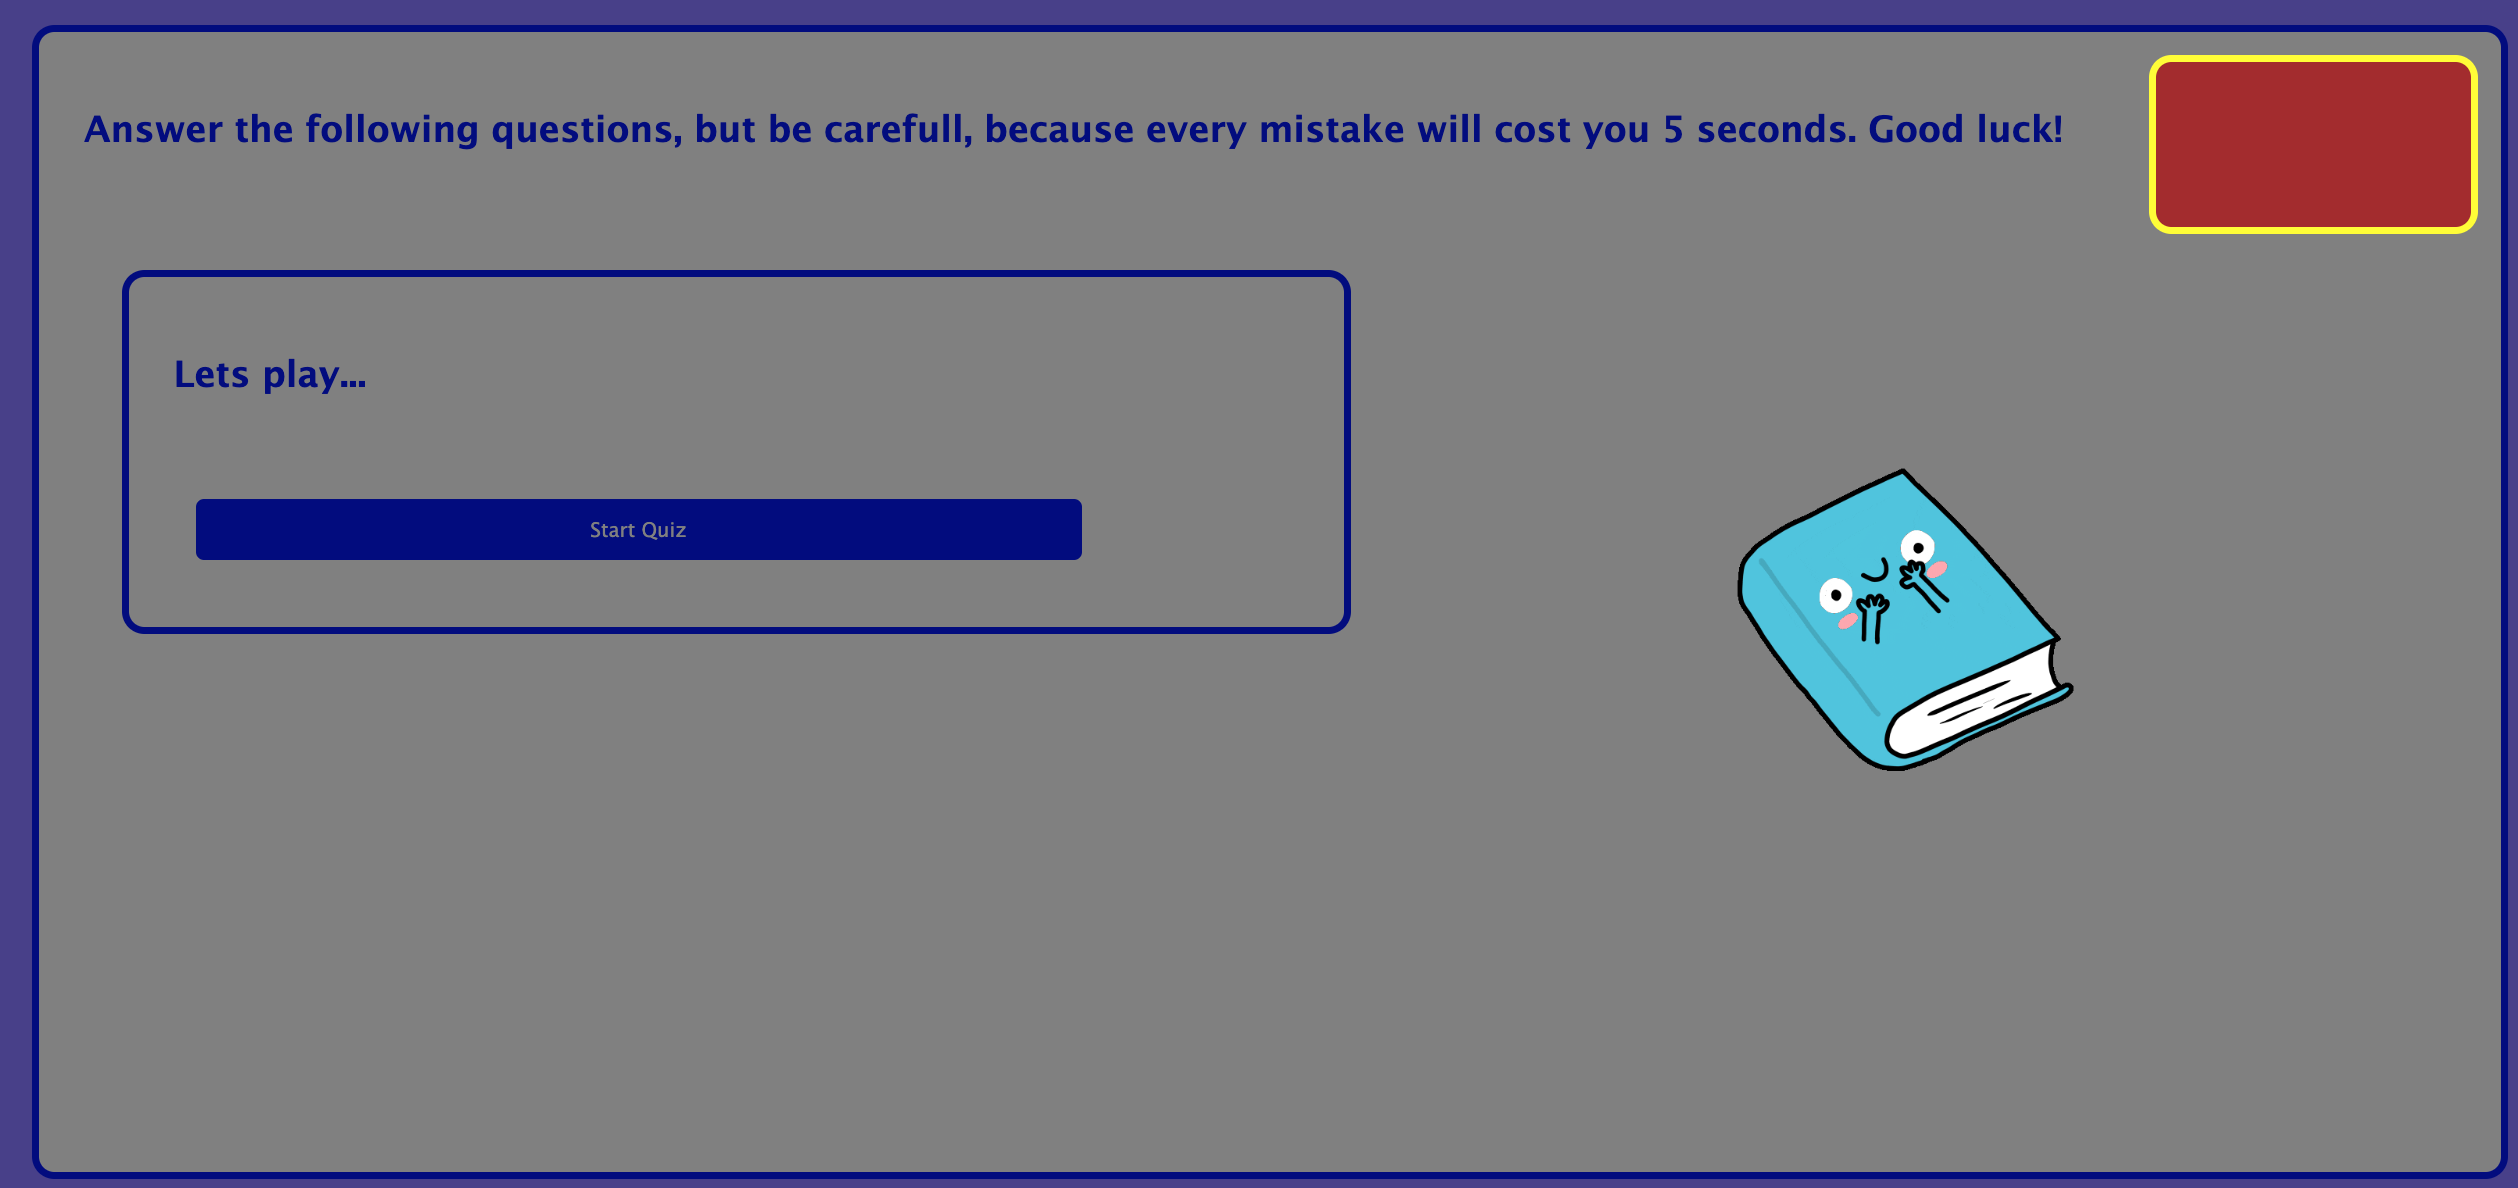 Answer the following questions, but be carefull, because every mistake will cost you 5 seconds. Good luck!
Lets play...
Start Quiz